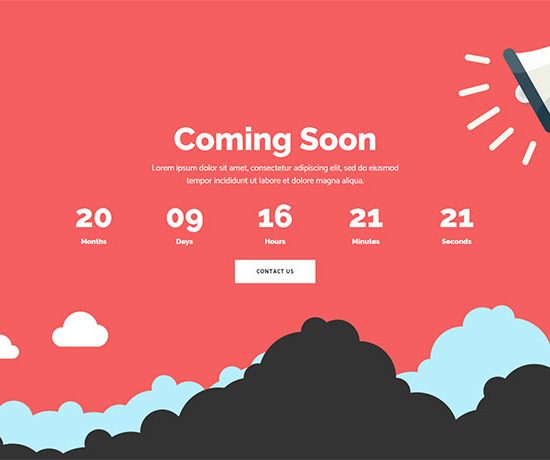 Coming Soon
Lorem ipsum dolor sit amet, consectetur adipiscing elit, sed do eiusmod
tempor incididunt ut labore et dolore magna aliqua.
20 09 16 21 21
Months Days Hours Minutes Seconds
CONTACT US